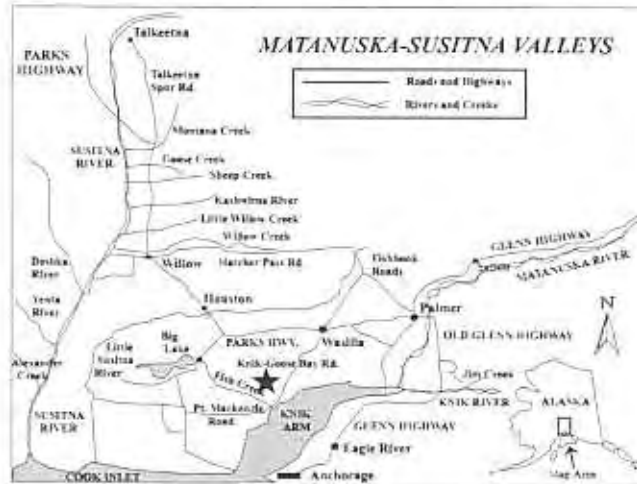 MATANUSKA-SUSITNA VALLEYS
Roads and Highways
Rivers and Creeks
Talkeetna
PARKS
HIGHWAY
Talkeetna
Spur Rd.
Montana Creek
SUSITNA
RIVER
Goose Creek
Sheep Creek
Kashwitna River
Little Willow Creek
Willow Creek
Willow
Hatcher Pass Rd
Fishhook
Roads
GLENN HIGHWAY
MATANUSKA RIVER
Deshka
River
Yentna
River
Houston
Palmer
N
Big
Lake
Little
Susitna
River
PARKS HWY.
Wasilla
OLD GLENN HIGHWAY
Alexander
Creek
Knik-Goose Bay Rd.
Fish Creek
Jim Creek
KNIK RIVER
ALASKA
SUSITNA
RIVER
Pt. Mackenzie
Road
KNIK
ARM
GLENN HIGHWAY
Eagle River
Map Area
COOK INLET
Anchorage